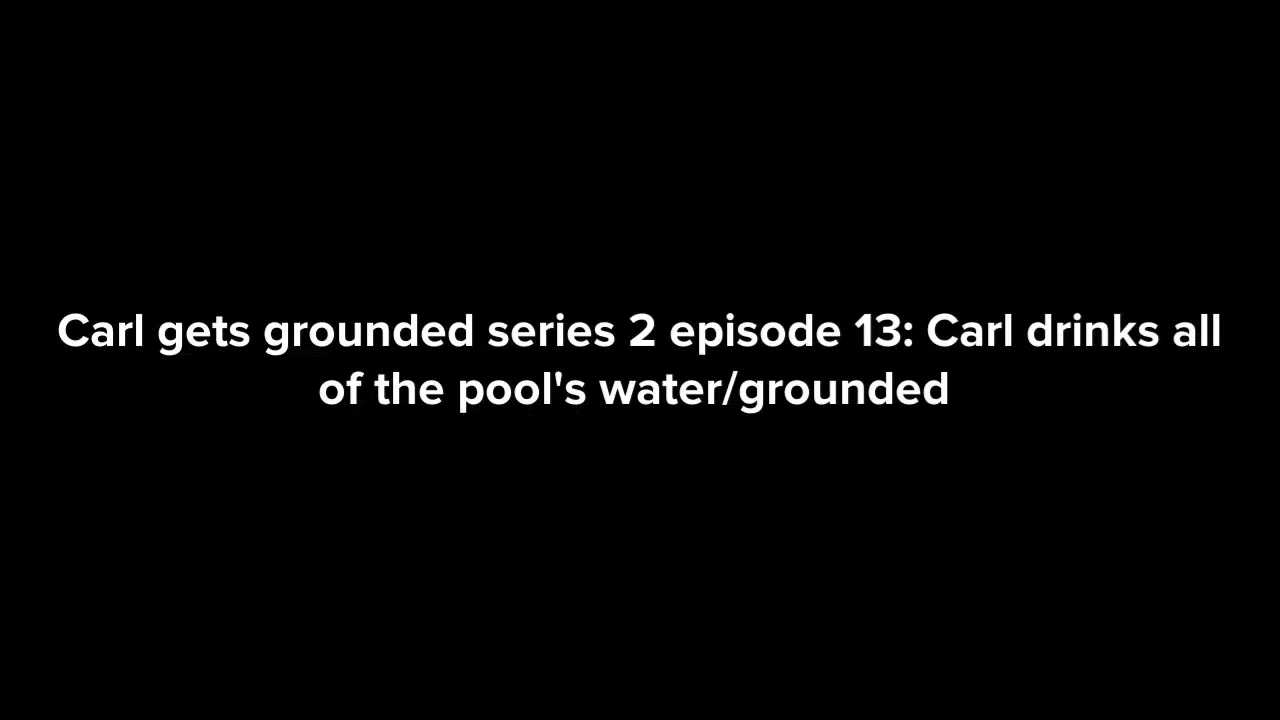 Carl gets grounded series 2 episode 13: Carl drinks all
of the pool's water/grounded